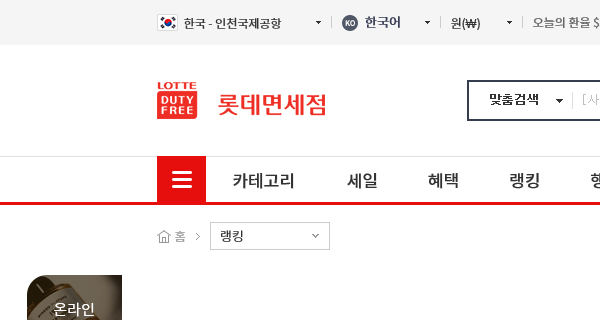 한국 - 인천국제공항 KO 한국어 원(₩) 오늘의 환율 $
LOTTE
DUTY
FREE
롯데면세점
맞춤검색 [사
카테고리 세일 혜택 랭킹
홈 랭킹
온라인